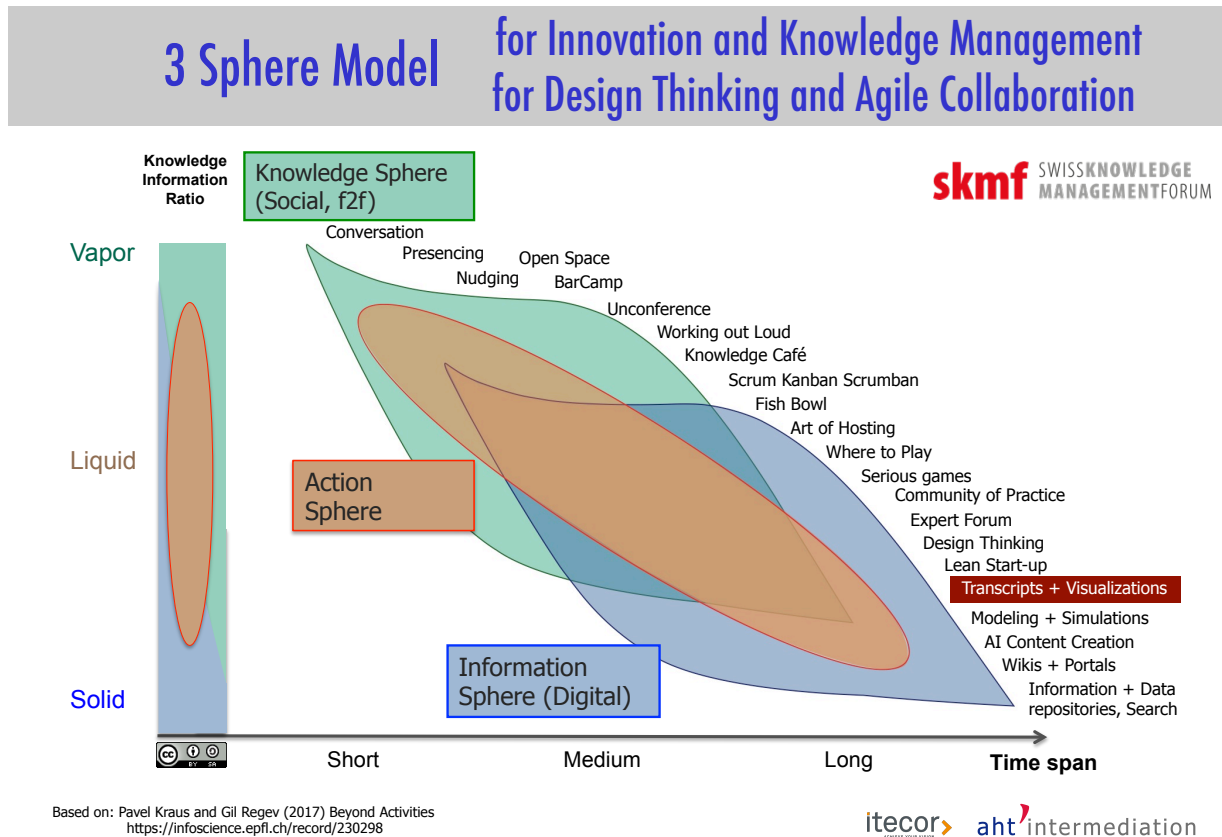 3 Sphere Model
for Innovation and Knowledge Management
for Design Thinking and Agile Collaboration
Knowledge
Information
Ratio
Knowledge Sphere
(Social, f2f)
skmf SWISSKNOWLEDGE
MANAGEMENTFORUM
Vapor
Liquid
Solid
Conversation
Presencing
Nudging
Open Space
BarCamp
Unconference
Working out Loud
Knowledge Café
Scrum Kanban Scrumban
Fish Bowl
Art of Hosting
Where to Play
Serious games
Community of Practice
Expert Forum
Design Thinking
Lean Start-up
Transcripts + Visualizations
Modeling + Simulations
AI Content Creation
Wikis + Portals
Information + Data
repositories, Search
Action
Sphere
Information
Sphere (Digital)
cc BY SA
Short
Medium
Long
Time span
Based on: Pavel Kraus and Gil Regev (2017) Beyond Activities
https://infoscience.epfl.ch/record/230298
itecor
aht'intermediation